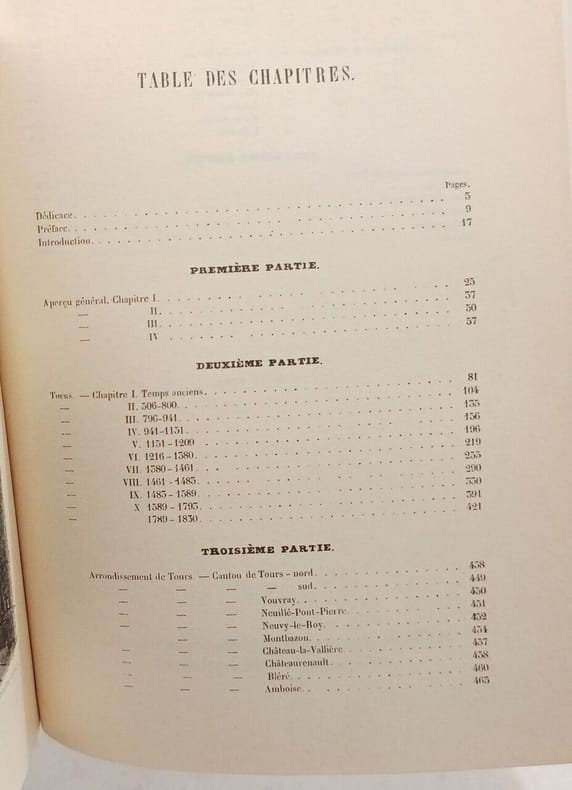 TABLE DES CHAPITRES.
Pages.
Dédicace. 5
Préface. 9
Introduction. 17
PREMIÈRE PARTIE.
Aperçu général. Chapitre I. 25
— II. 37
— III. 50
— IV 57
DEUXIÈME PARTIE.
Tours. — Chapitre I. Temps anciens. 81
— II. 506-800. 104
— III. 796-941. 135
— IV. 941-1151. 156
— V. 1151-1209 196
— VI. 1216-1380. 219
— VII. 1380-1461. 255
— VIII. 1461-1483. 290
— IX. 1483-1589. 330
— X 1589-1793. 391
— 1789-1830. 421
TROISIÈME PARTIE.
Arrondissement de Tours. — Canton de Tours-nord. 438
— — — — sud. 449
— — — Vouvray. 450
— — — Neuillé-Pont-Pierre. 451
— — — Neuvy-le-Roy. 452
— — — Montbazon. 454
— — — Château-la-Vallière. 457
— — — Châteaurenault. 458
— — — Bléré. 460
— — — Amboise. 463